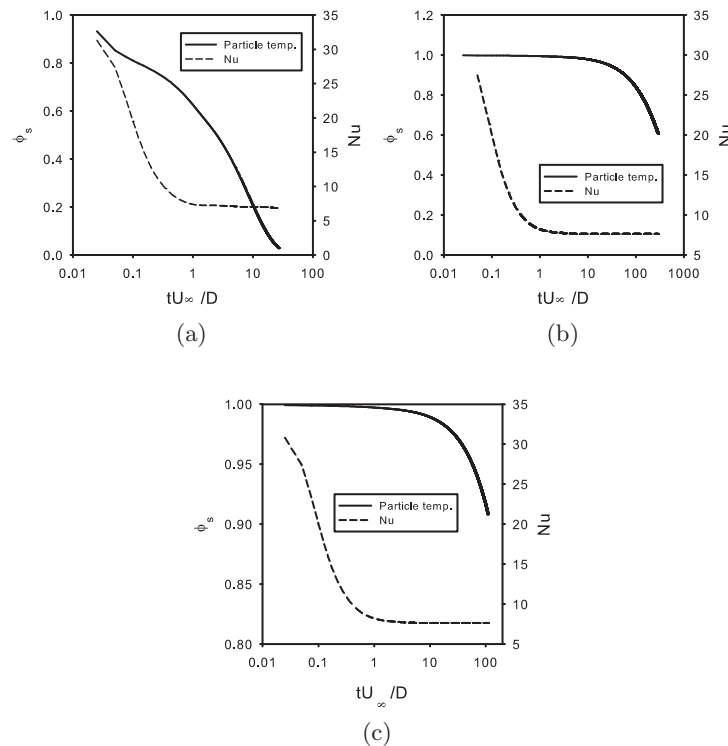 1.0
0.8
0.6
0.4
0.2
0.0
ϕs
35
30
25
20
15
10
5
0
Nu
Particle temp.
Nu
0.01 0.1 1 10 100
tU∞/D
(a)
1.2
1.0
0.8
0.6
0.4
0.2
0.0
ϕs
35
30
25
20
15
10
5
Nu
Particle temp.
Nu
0.01 0.1 1 10 100 1000
tU∞/D
(b)
1.00
0.95
0.90
0.85
0.80
ϕs
35
30
25
20
15
10
5
Nu
Particle temp.
Nu
0.01 0.1 1 10 100
tU∞/D
(c)